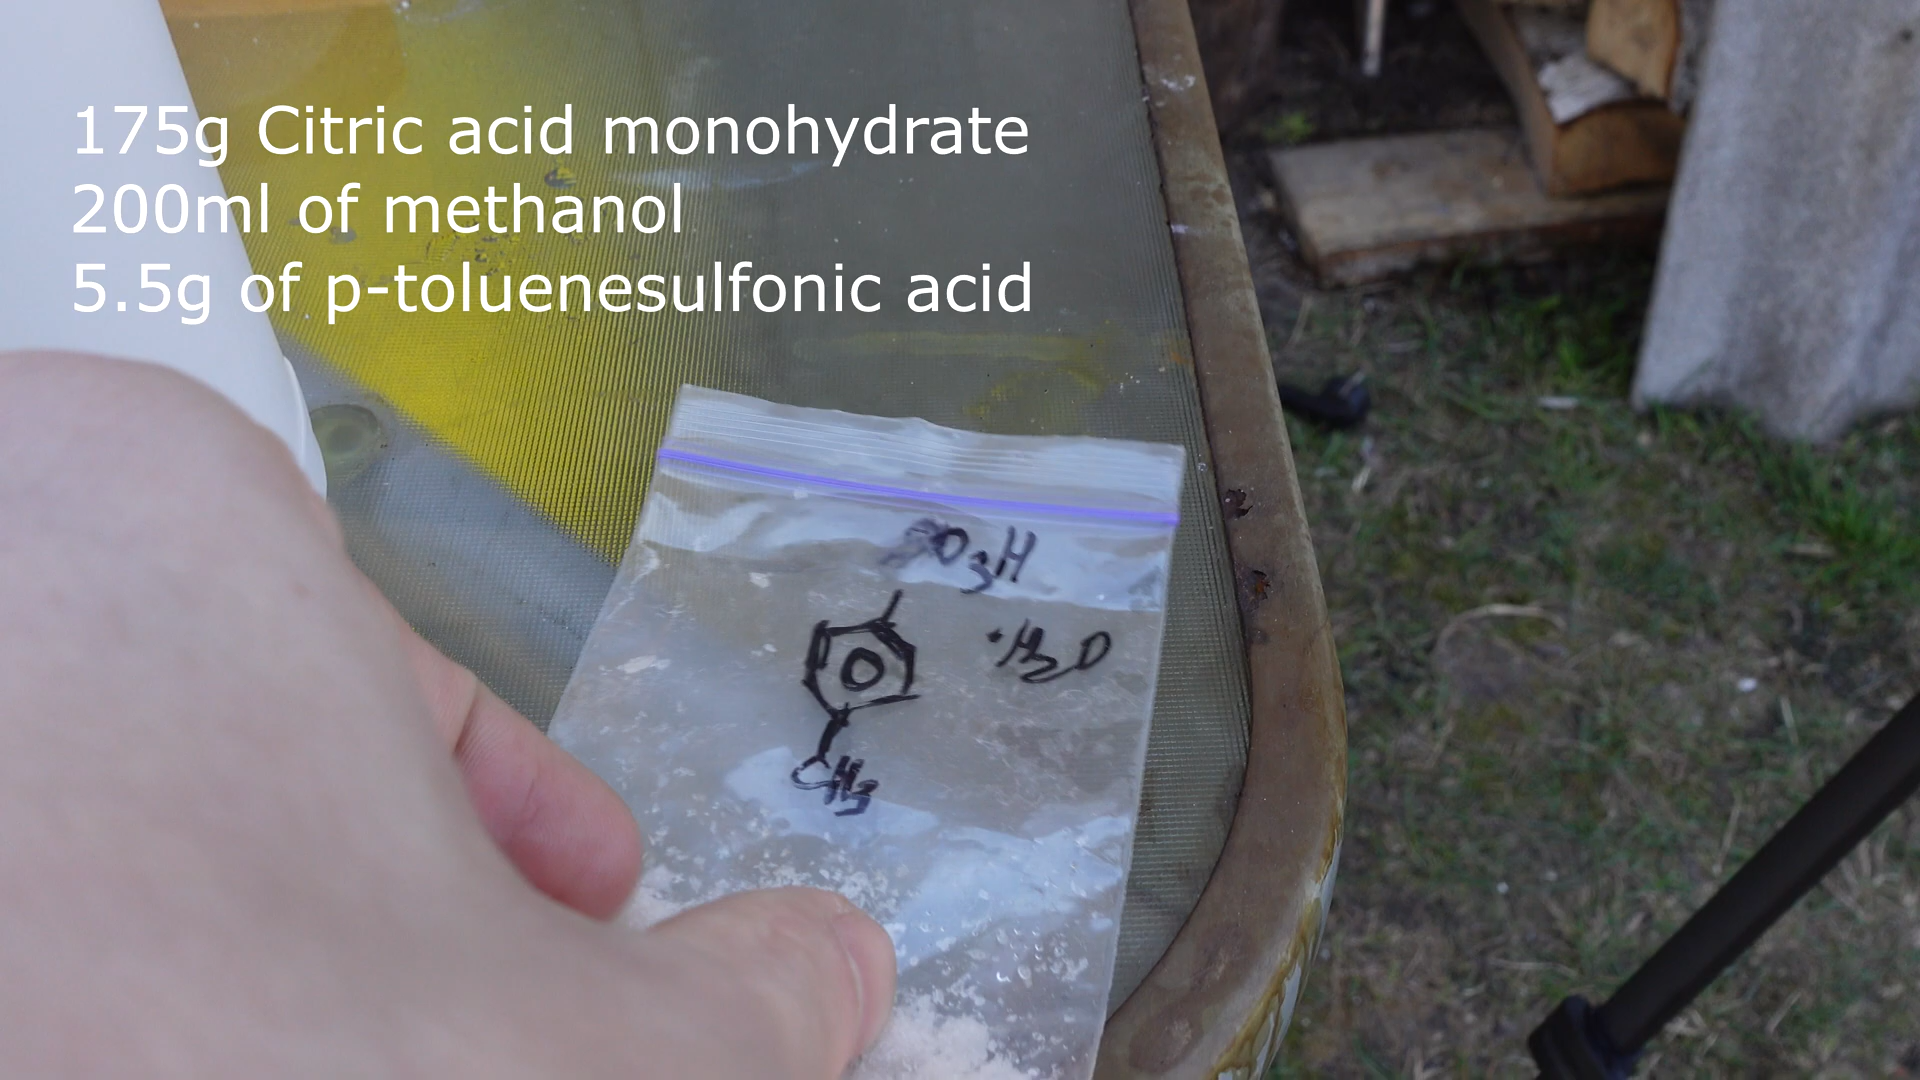 175g Citric acid monohydrate
200ml of methanol
5.5g of p-toluenesulfonic acid
SO3H
·H2O
CH3